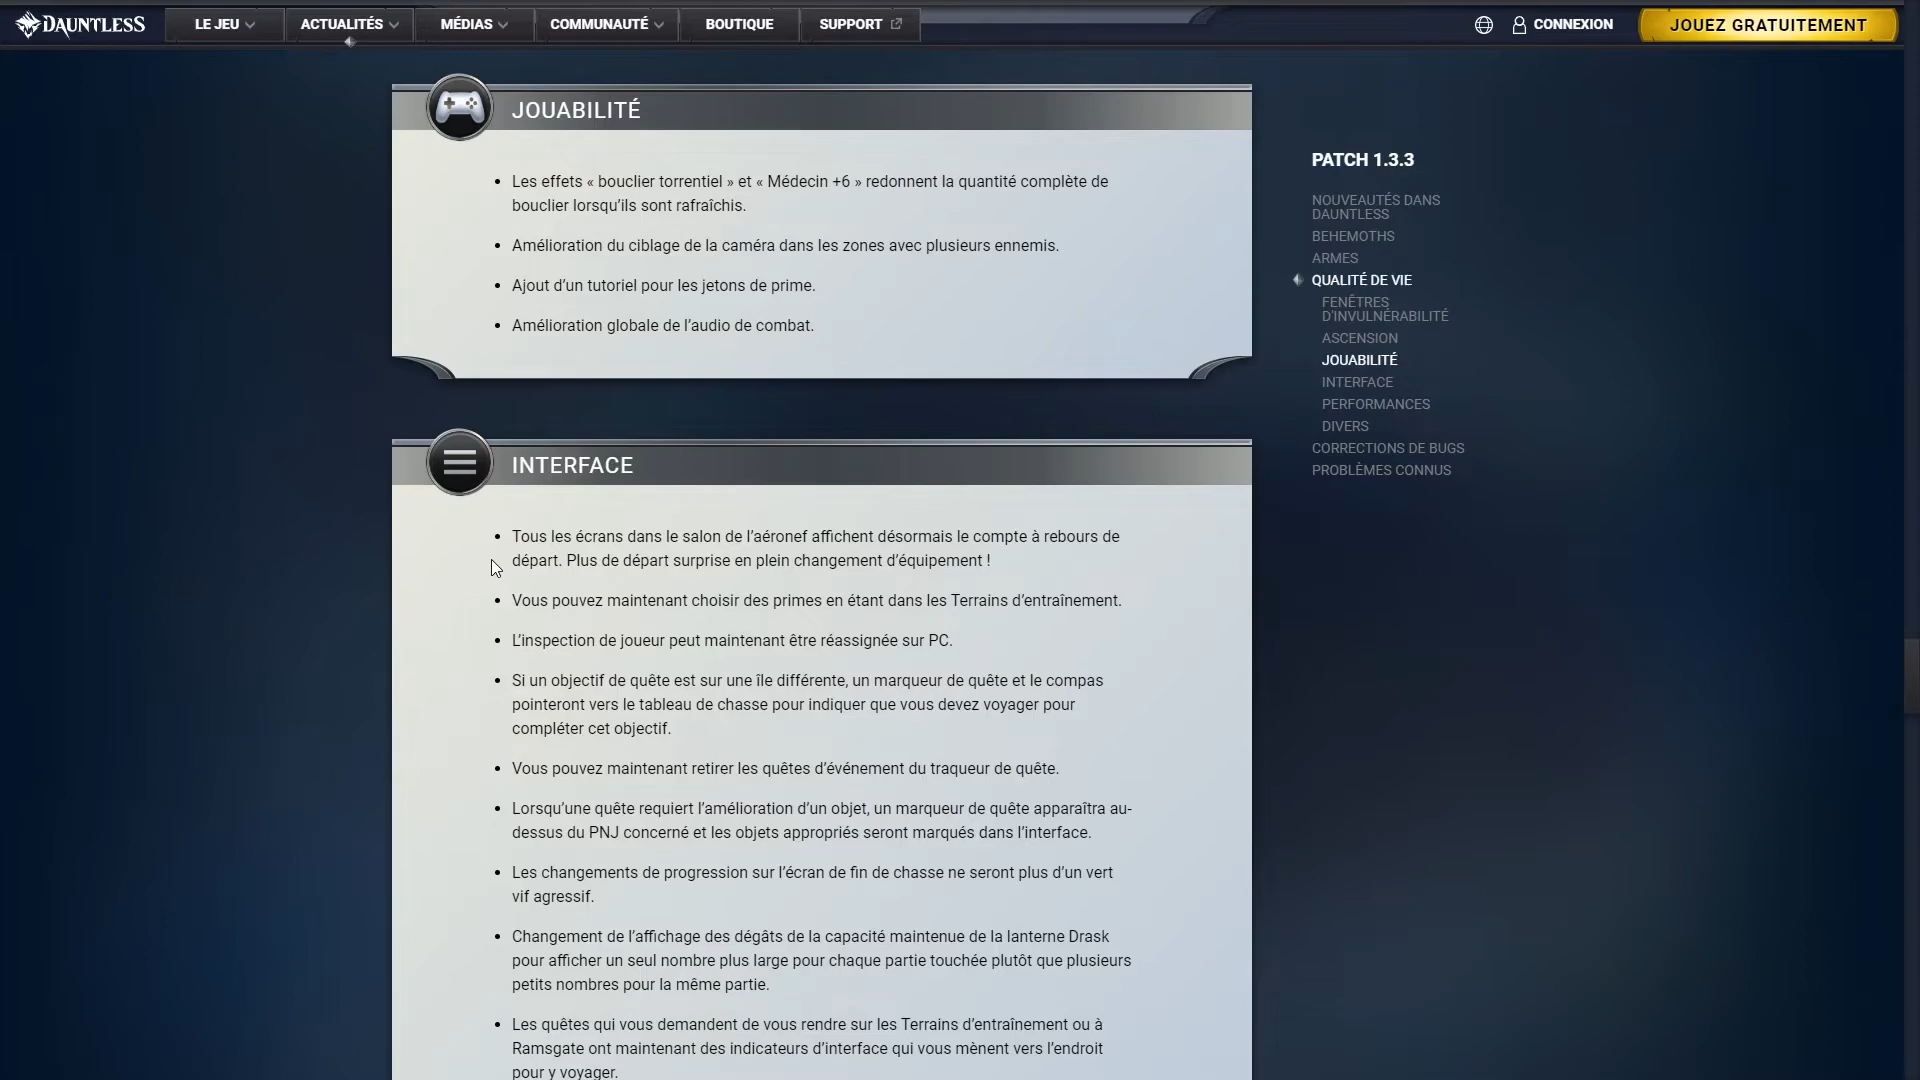 DAUNTLESS
LE JEU
ACTUALITÉS
MÉDIAS
COMMUNAUTÉ
BOUTIQUE
SUPPORT
CONNEXION
JOUEZ GRATUITEMENT
JOUABILITÉ
Les effets « bouclier torrentiel » et « Médecin +6 » redonnent la quantité complète de
bouclier lorsqu’ils sont rafraîchis.
Amélioration du ciblage de la caméra dans les zones avec plusieurs ennemis.
Ajout d’un tutoriel pour les jetons de prime.
Amélioration globale de l’audio de combat.
INTERFACE
Tous les écrans dans le salon de l’aéronef affichent désormais le compte à rebours de
départ. Plus de départ surprise en plein changement d’équipement !
Vous pouvez maintenant choisir des primes en étant dans les Terrains d’entraînement.
L’inspection de joueur peut maintenant être réassignée sur PC.
Si un objectif de quête est sur une île différente, un marqueur de quête et le compas
pointeront vers le tableau de chasse pour indiquer que vous devez voyager pour
compléter cet objectif.
Vous pouvez maintenant retirer les quêtes d’événement du traqueur de quête.
Lorsqu’une quête requiert l’amélioration d’un objet, un marqueur de quête apparaîtra au-
dessus du PNJ concerné et les objets appropriés seront marqués dans l’interface.
Les changements de progression sur l’écran de fin de chasse ne seront plus d’un vert
vif agressif.
Changement de l’affichage des dégâts de la capacité maintenue de la lanterne Drask
pour afficher un seul nombre plus large pour chaque partie touchée plutôt que plusieurs
petits nombres pour la même partie.
Les quêtes qui vous demandent de vous rendre sur les Terrains d’entraînement ou à
Ramsgate ont maintenant des indicateurs d’interface qui vous mènent vers l’endroit
pour y voyager.
PATCH 1.3.3
NOUVEAUTÉS DANS
DAUNTLESS
BEHEMOTHS
ARMES
QUALITÉ DE VIE
FENÊTRES
D'INVULNÉRABILITÉ
ASCENSION
JOUABILITÉ
INTERFACE
PERFORMANCES
DIVERS
CORRECTIONS DE BUGS
PROBLÈMES CONNUS